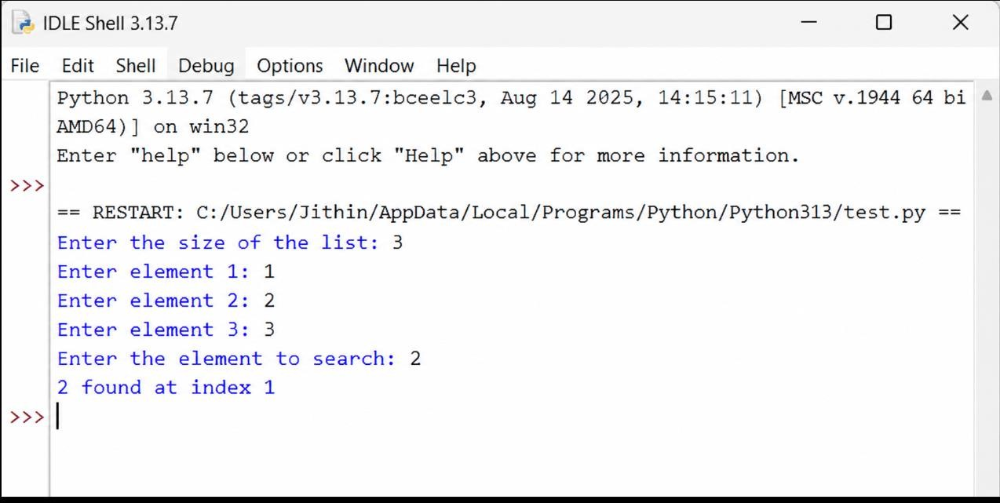 IDLE Shell 3.13.7
File Edit Shell Debug Options Window Help
Python 3.13.7 (tags/v3.13.7:bceelc3, Aug 14 2025, 14:15:11) [MSC v.1944 64 bi
AMD64)] on win32
Enter "help" below or click "Help" above for more information.
>>>
== RESTART: C:/Users/Jithin/AppData/Local/Programs/Python/Python313/test.py ==
Enter the size of the list: 3
Enter element 1: 1
Enter element 2: 2
Enter element 3: 3
Enter the element to search: 2
2 found at index 1
>>>